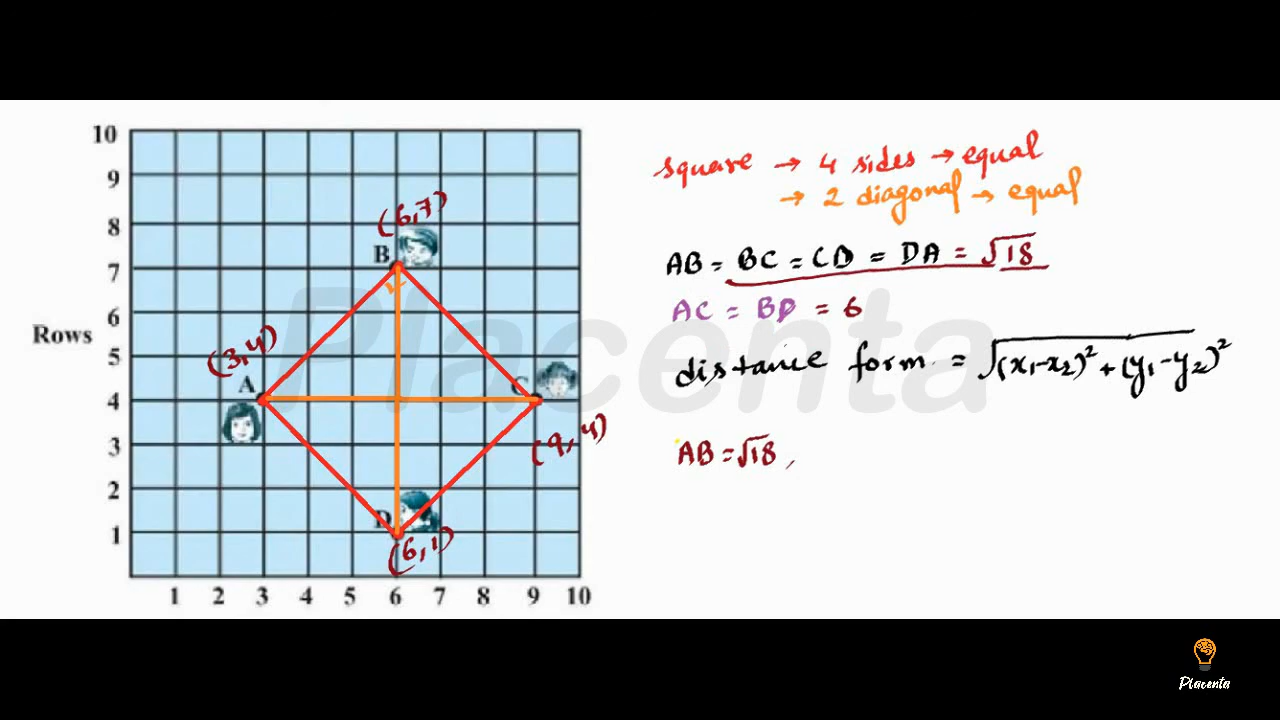 10
9
8
7
6
5
4
3
2
1
Rows
1 2 3 4 5 6 7 8 9 10
(6,7)
B
(3,4)
A
C
(9,4)
D
(6,1)
square → 4 sides → equal
→ 2 diagonal → equal
AB = BC = CD = DA = √18
AC = BD = 6
distance form. = √(x₁-x₂)² + (y₁-y₂)²
AB = √18 ,
Placenta
Placenta